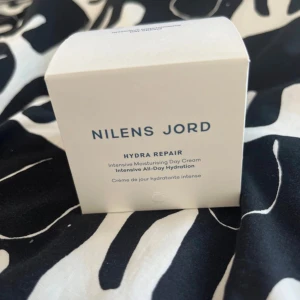 NILENS JORD
HYDRA REPAIR
Intensive Moisturising Day Cream
Intensive All-Day Hydration
Crème de jour hydratante intense